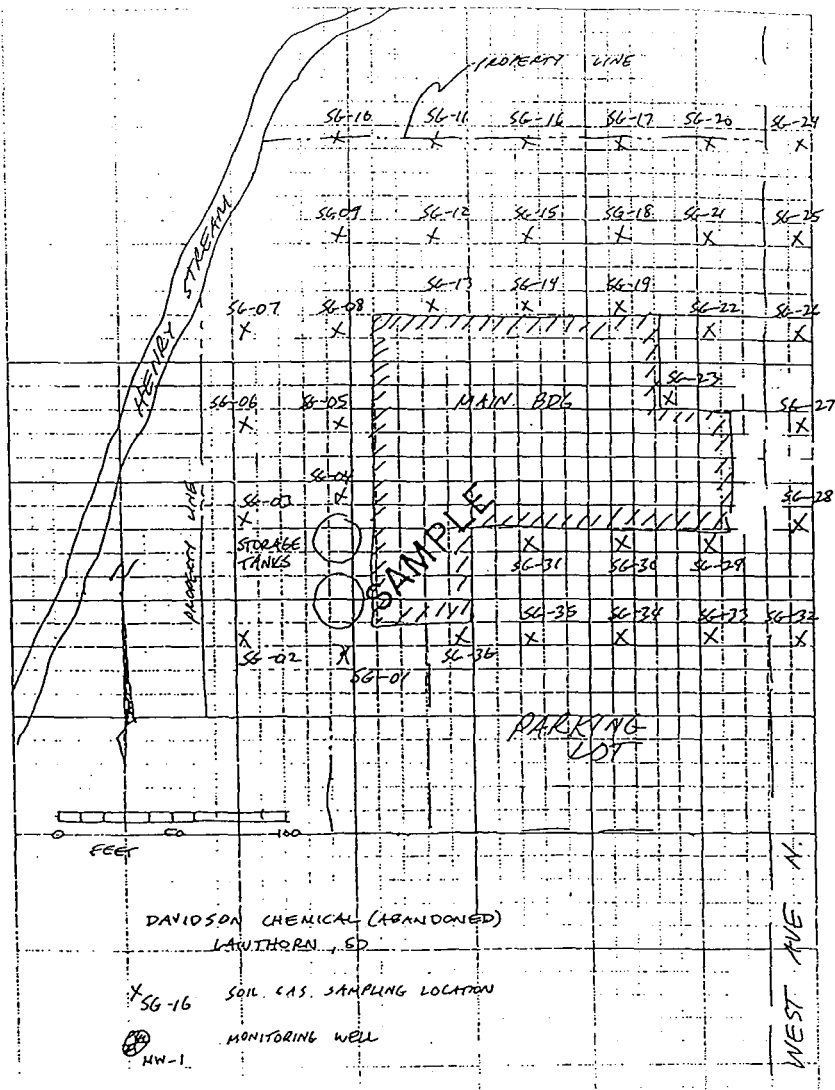 PROPERTY LINE
SG-10 SG-11 SG-16 SG-17 SG-20 SG-24
HENRY STREAM
SG-09 SG-12 SG-15 SG-18 SG-21 SG-25
SG-13 SG-14 SG-19
SG-07 SG-08 SG-22 SG-26
SG-23
SG-06 SG-05 MAIN BDG SG-27
SG-04
SG-03 SG-28
PROPERTY LINE
STORAGE
TANKS
SAMPLE
SG-31 SG-30 SG-29
SG-35 SG-34 SG-33 SG-32
SG-02 SG-36
SG-01
PARKING
LOT
0 50 100
FEET
WEST AVE N.
DAVIDSON CHEMICAL (ABANDONED)
LAWTHORN, SD
X SG-16 SOIL GAS SAMPLING LOCATION
MONITORING WELL
MW-1